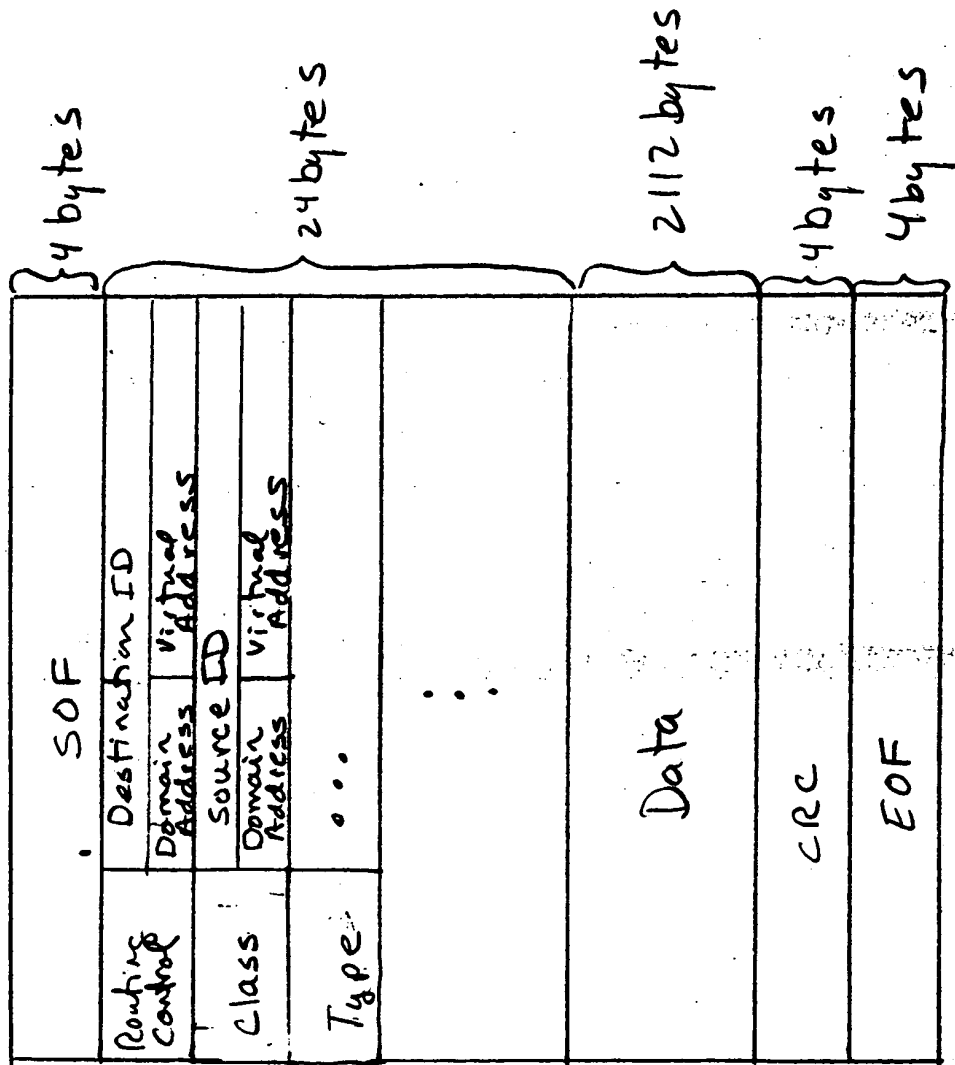 SOF
4 bytes
Routing
Control
Destination ID
Domain
Address
Virtual
Address
Class
Source ID
Domain
Address
Virtual
Address
Type
...
...
24 bytes
Data
2112 bytes
CRC
4 bytes
EOF
4 bytes